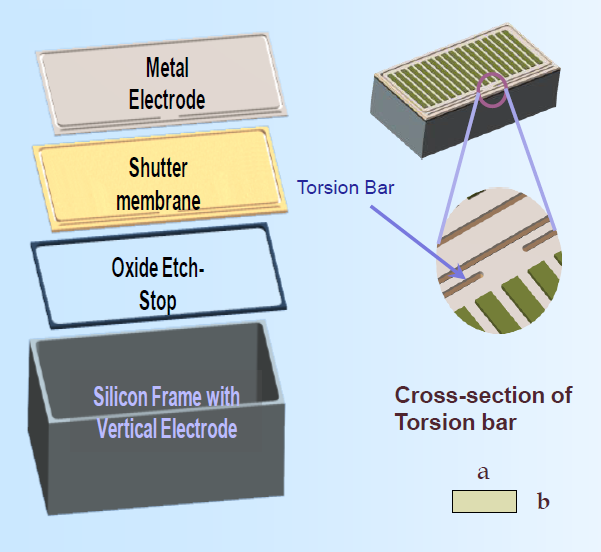 Metal
Electrode
Shutter
membrane
Oxide Etch-
Stop
Silicon Frame with
Vertical Electrode
Torsion Bar
Cross-section of
Torsion bar
a
b